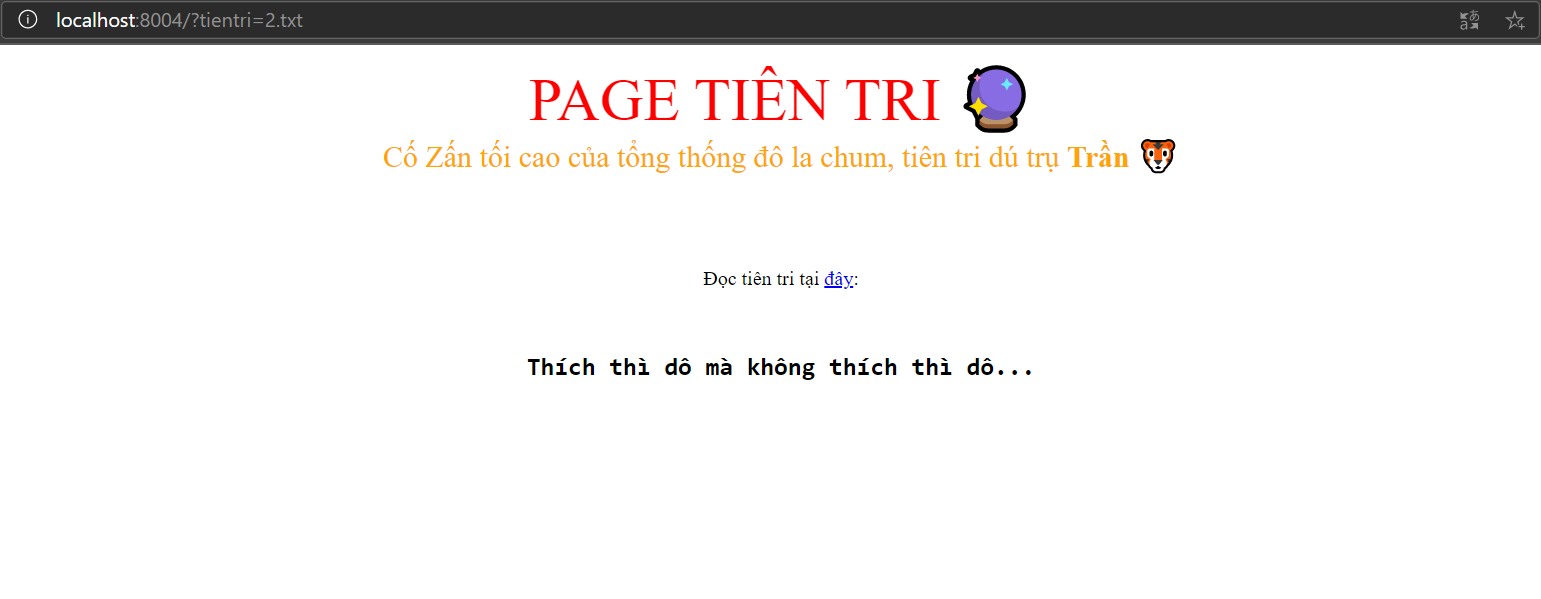 localhost:8004/?tientri=2.txt
PAGE TIÊN TRI 🔮
Cố Zấn tối cao của tổng thống đô la chum, tiên tri dú trụ Trần 🐯
Đọc tiên tri tại đây:
Thích thì dô mà không thích thì dô...